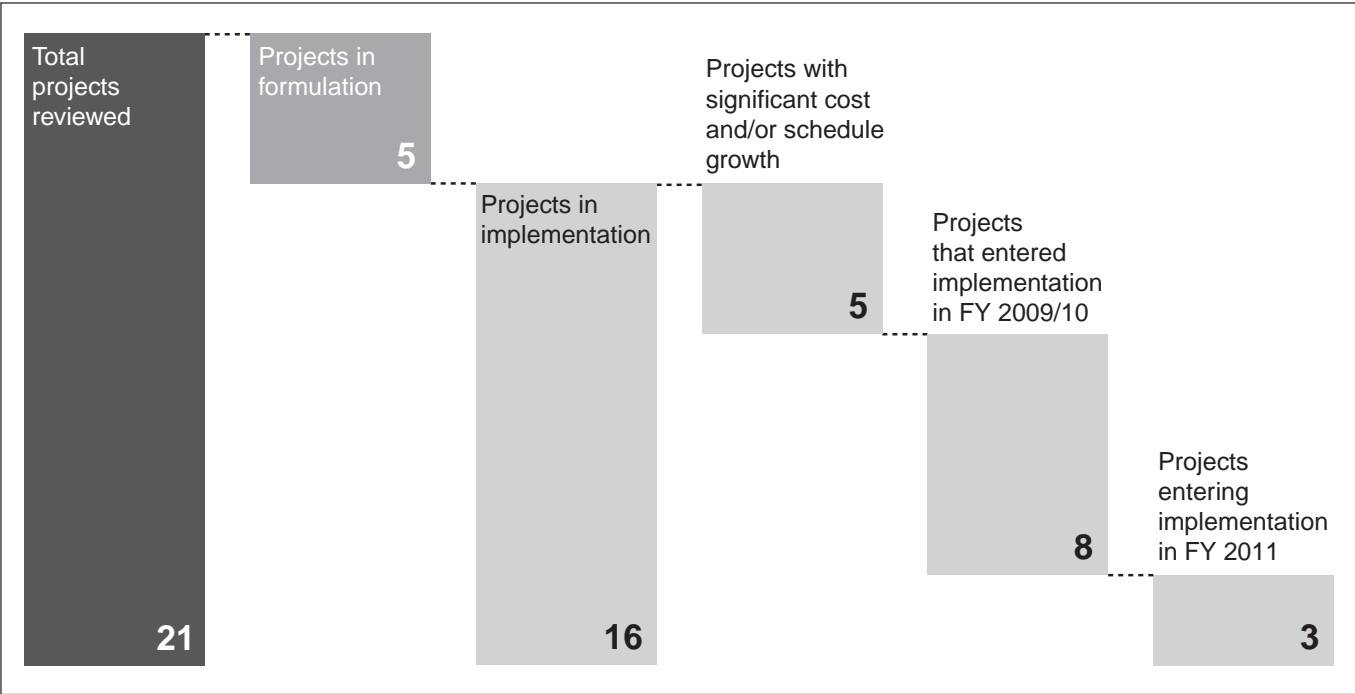 Total
projects
reviewed
21
Projects in
formulation
5
Projects in
implementation
16
Projects with
significant cost
and/or schedule
growth
5
Projects
that entered
implementation
in FY 2009/10
8
Projects
entering
implementation
in FY 2011
3